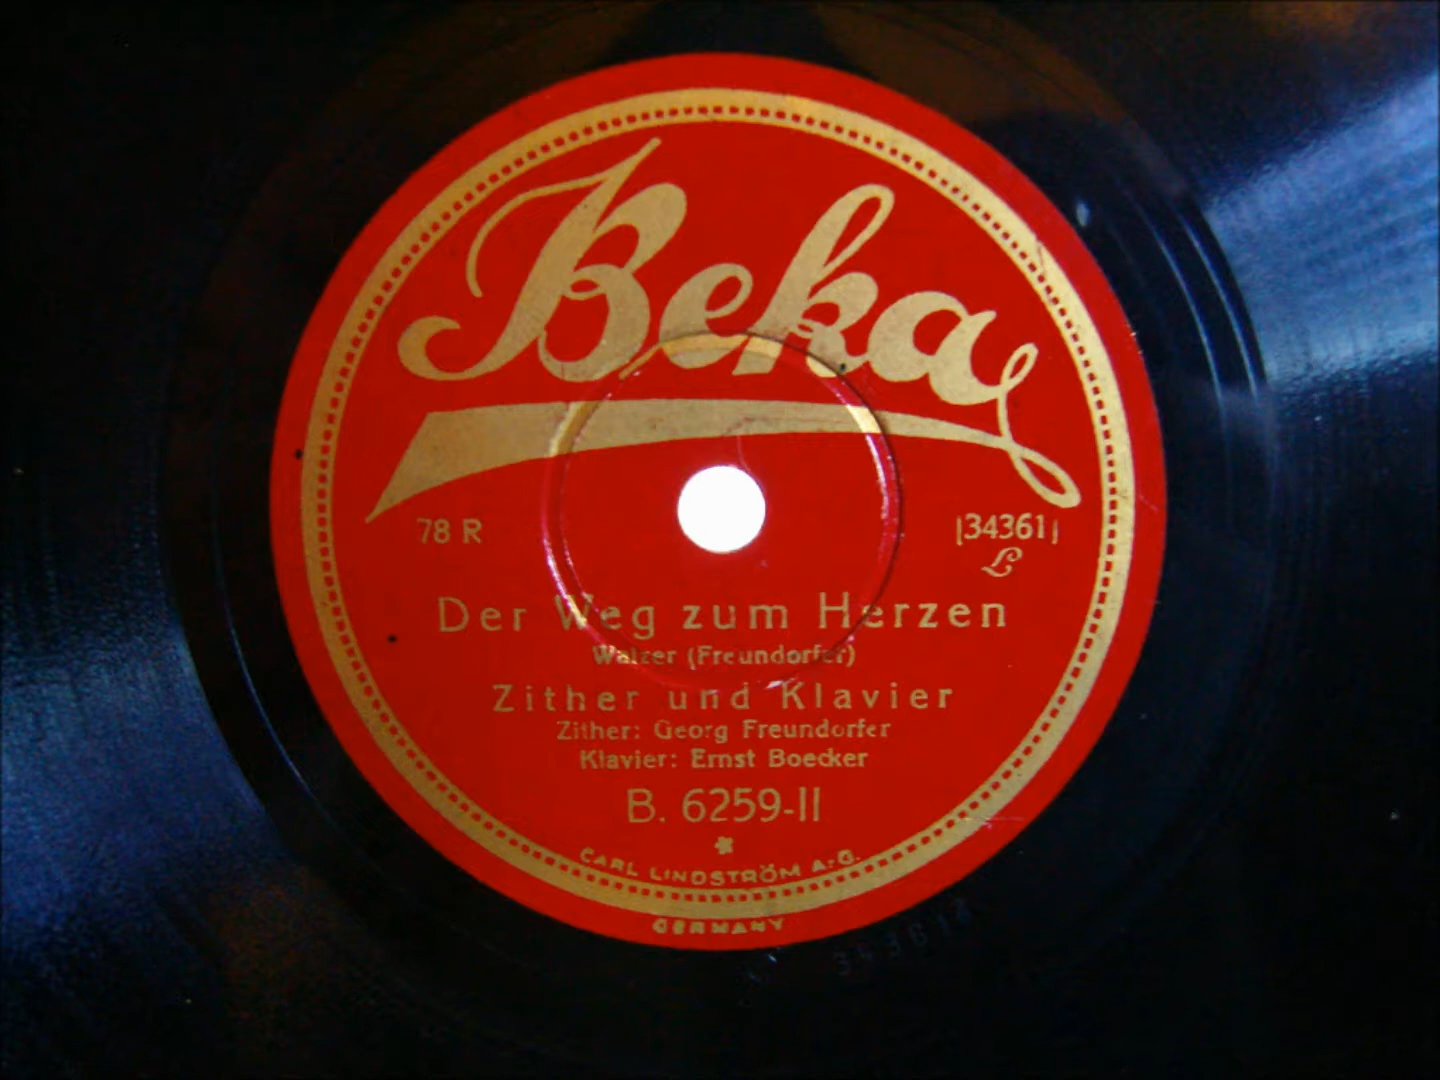 Beka
78 R
34361
L
Der Weg zum Herzen
Walzer (Freundorfer)
Zither und Klavier
Zither: Georg Freundorfer
Klavier: Ernst Boecker
B. 6259-II
CARL LINDSTRÖM A:G.
GERMANY